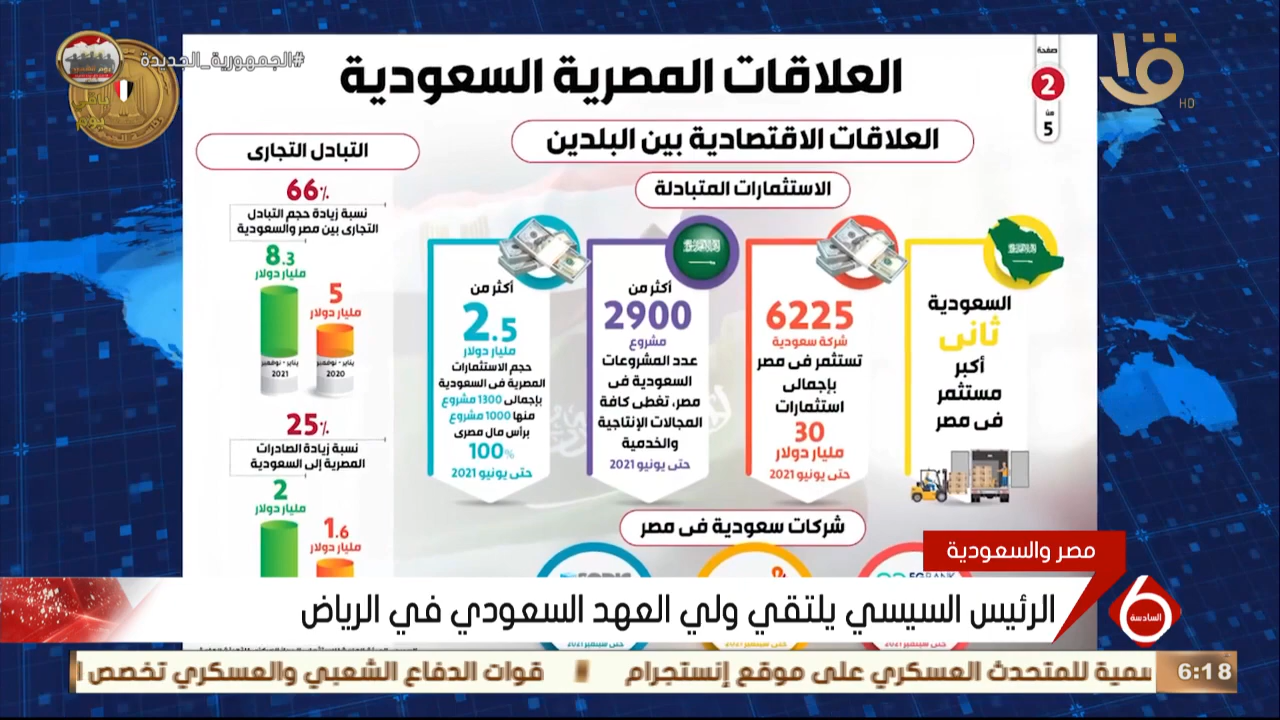 #الجمهورية_الجديدة
HD
صفحة
2
من
5
العلاقات المصرية السعودية
العلاقات الاقتصادية بين البلدين
الاستثمارات المتبادلة
السعودية
ثانى
أكبر
مستثمر
فى مصر
6225
شركة سعودية
تستثمر فى مصر
بإجمالى
استثمارات
30
مليار دولار
حتى يونيو 2021
أكثر من
2900
مشروع
عدد المشروعات
السعودية فى
مصر، تغطى كافة
المجالات الإنتاجية
والخدمية
حتى يونيو 2021
أكثر من
2.5
مليار دولار
حجم الاستثمارات
المصرية فى السعودية
بإجمالى 1300 مشروع
منها 1000 مشروع
برأس مال مصرى
100%
حتى يونيو 2021
التبادل التجارى
66%
نسبة زيادة حجم التبادل
التجارى بين مصر والسعودية
8.3
مليار دولار
5
مليار دولار
يناير - نوفمبر
2021
يناير - نوفمبر
2020
25%
نسبة زيادة الصادرات
المصرية إلى السعودية
2
مليار دولار
1.6
مليار دولار
شركات سعودية فى مصر
مصر والسعودية
الرئيس السيسي يلتقي ولي العهد السعودي في الرياض
6
السادسة
سمية للمتحدث العسكري على موقع إنستجرام
قوات الدفاع الشعبي والعسكري تخصص ا
6:18